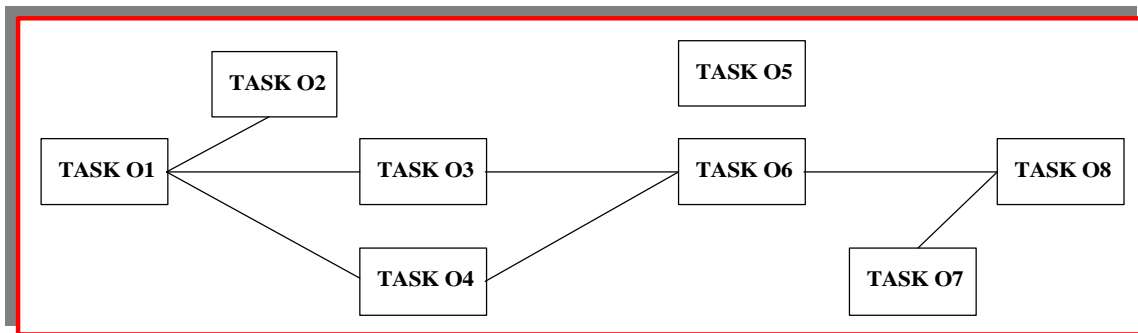 TASK O1
TASK O2
TASK O3
TASK O4
TASK O5
TASK O6
TASK O7
TASK O8